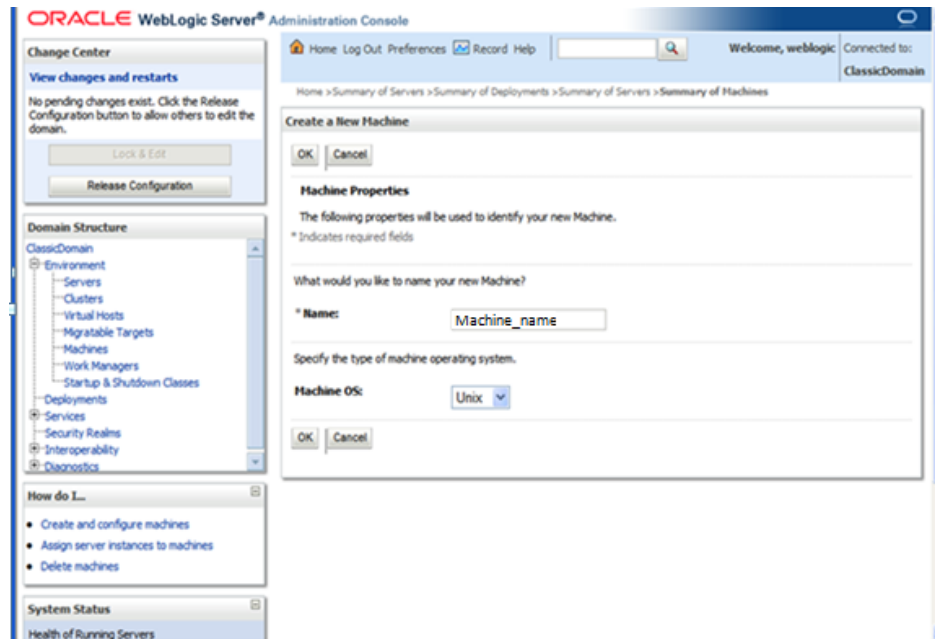 ORACLE WebLogic Server® Administration Console
Change Center
View changes and restarts
No pending changes exist. Click the Release
Configuration button to allow others to edit the
domain.
Lock & Edit
Release Configuration
Domain Structure
ClassicDomain
Environment
Servers
Clusters
Virtual Hosts
Migratable Targets
Machines
Work Managers
Startup & Shutdown Classes
Deployments
Services
Security Realms
Interoperability
Diagnostics
How do I...
Create and configure machines
Assign server instances to machines
Delete machines
System Status
Health of Running Servers
Home Log Out Preferences Record Help
Welcome, weblogic
Connected to:
ClassicDomain
Home >Summary of Servers >Summary of Deployments >Summary of Servers >Summary of Machines
Create a New Machine
OK Cancel
Machine Properties
The following properties will be used to identify your new Machine.
* Indicates required fields
What would you like to name your new Machine?
* Name: Machine_name
Specify the type of machine operating system.
Machine OS: Unix
OK Cancel